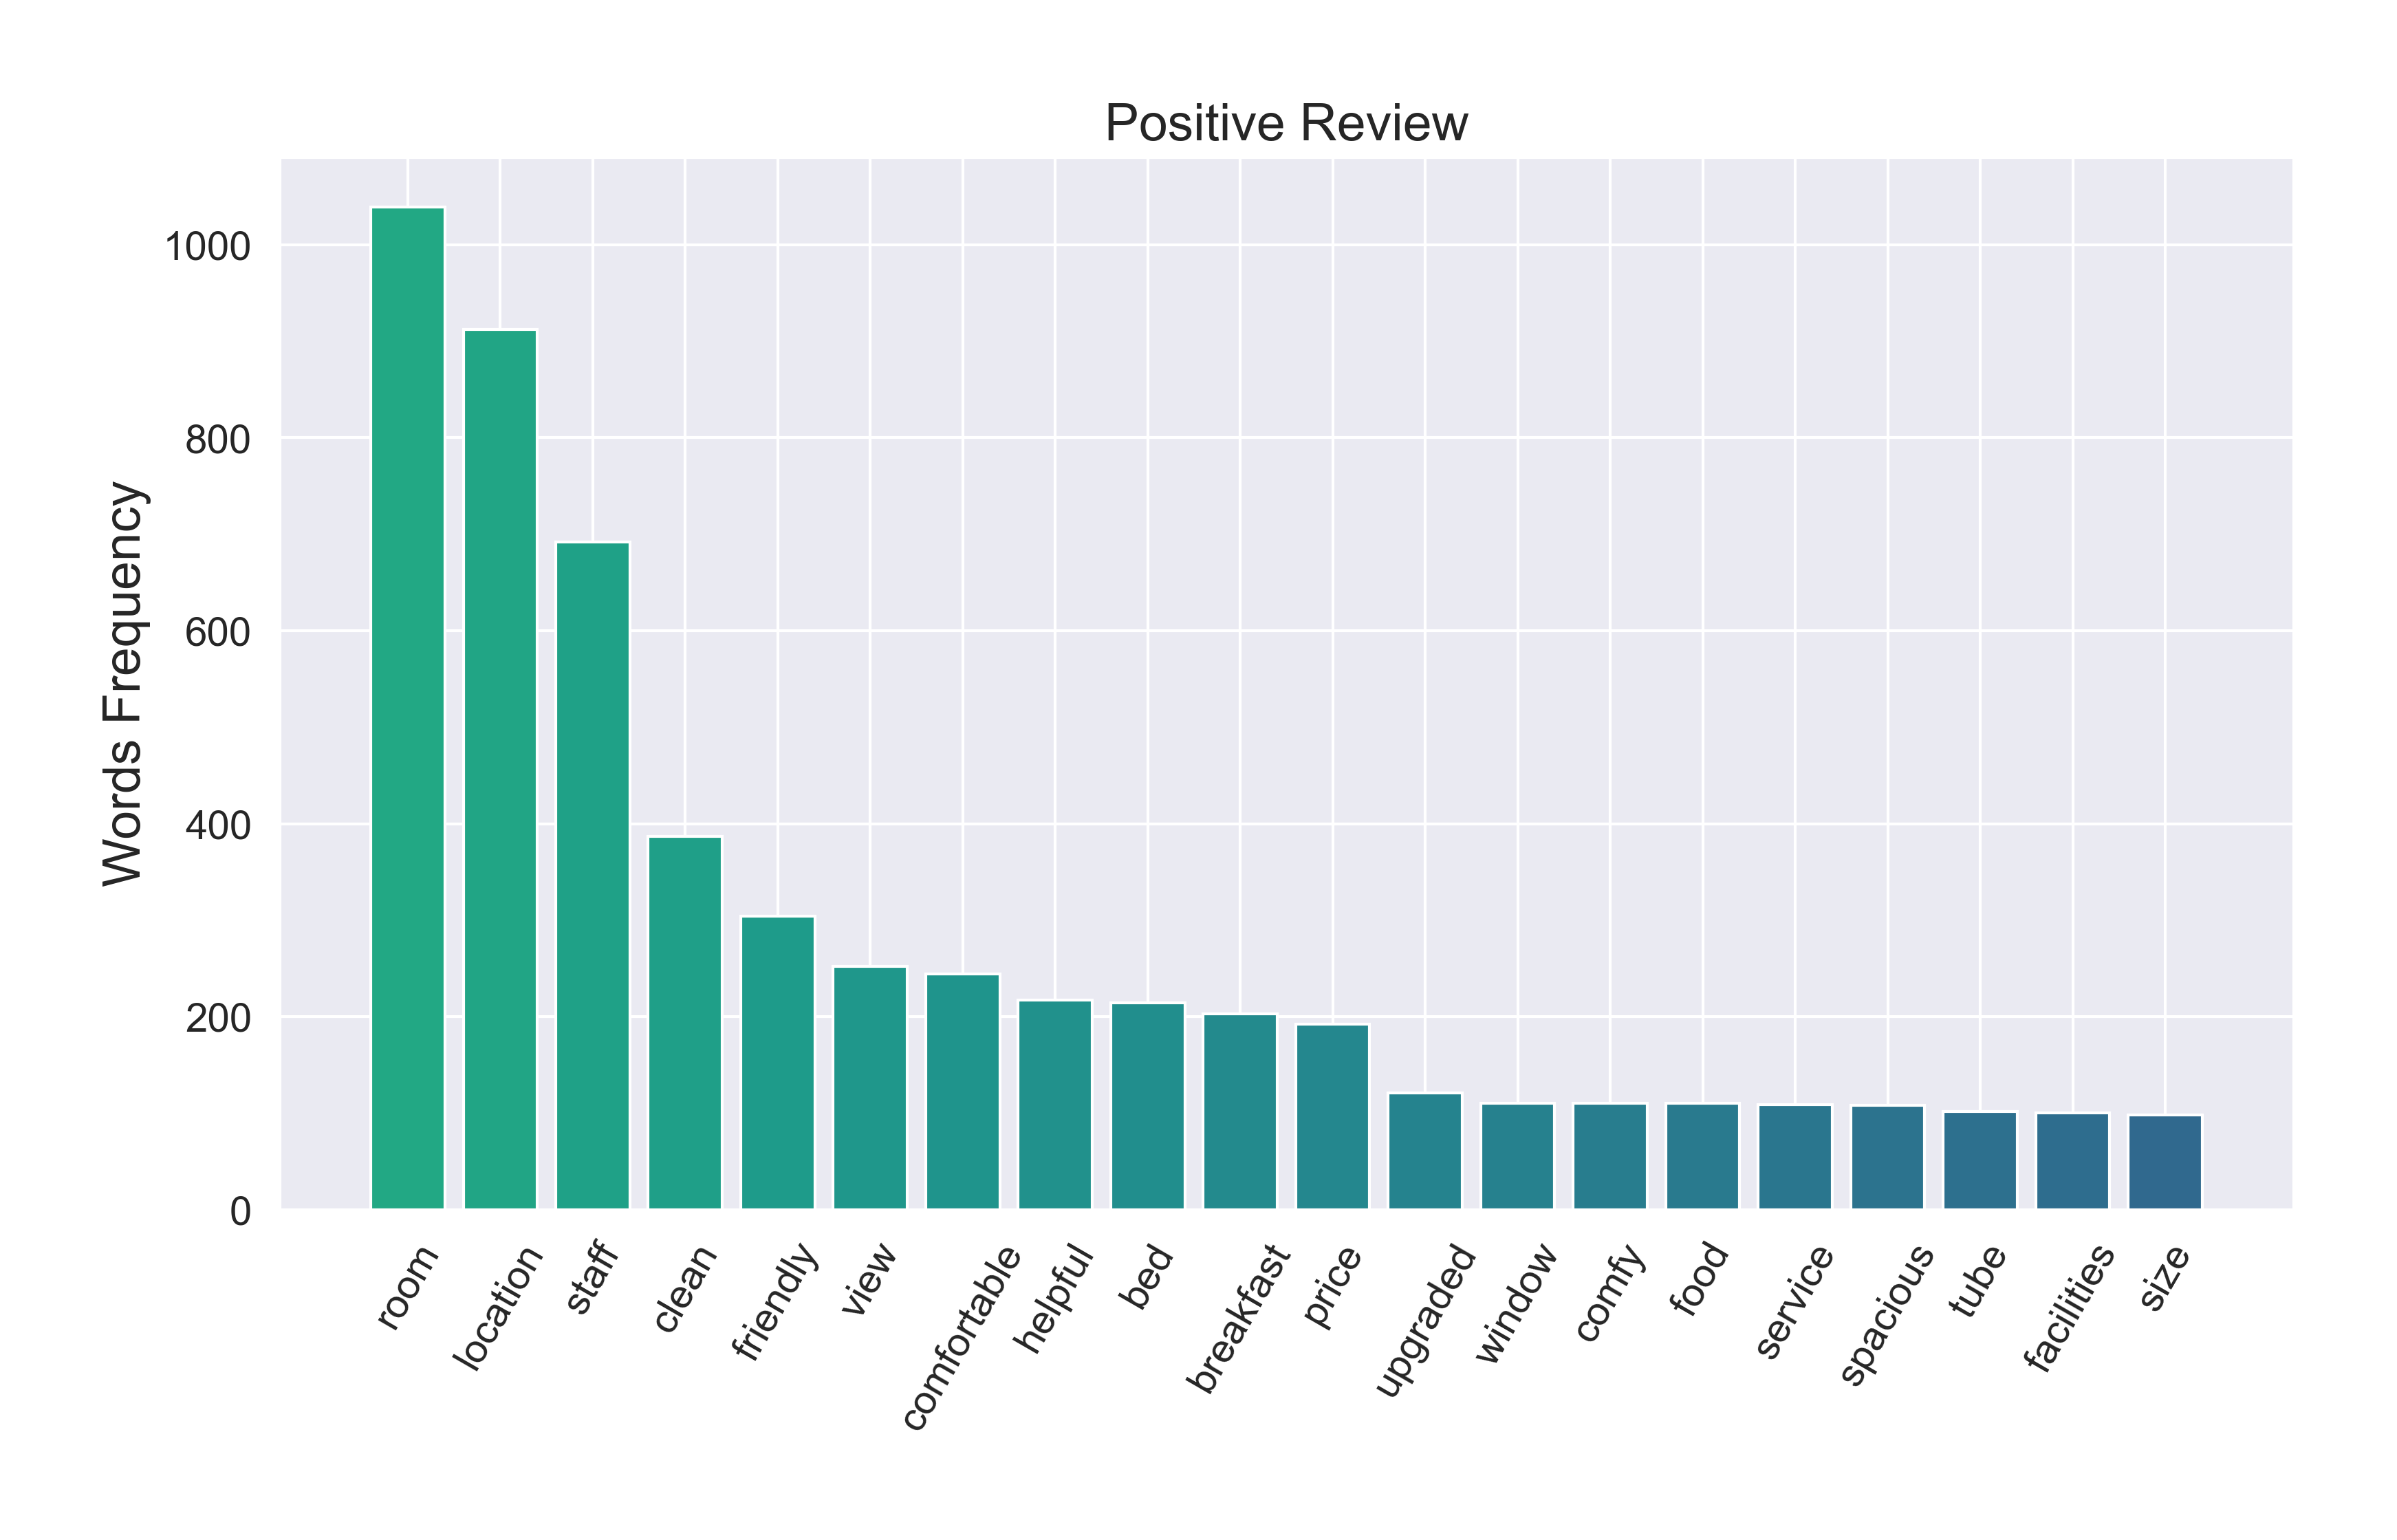 Positive Review
Words Frequency
1000
800
600
400
200
0
room
location
staff
clean
friendly
view
comfortable
helpful
bed
breakfast
price
upgraded
window
comfy
food
service
spacious
tube
facilities
size